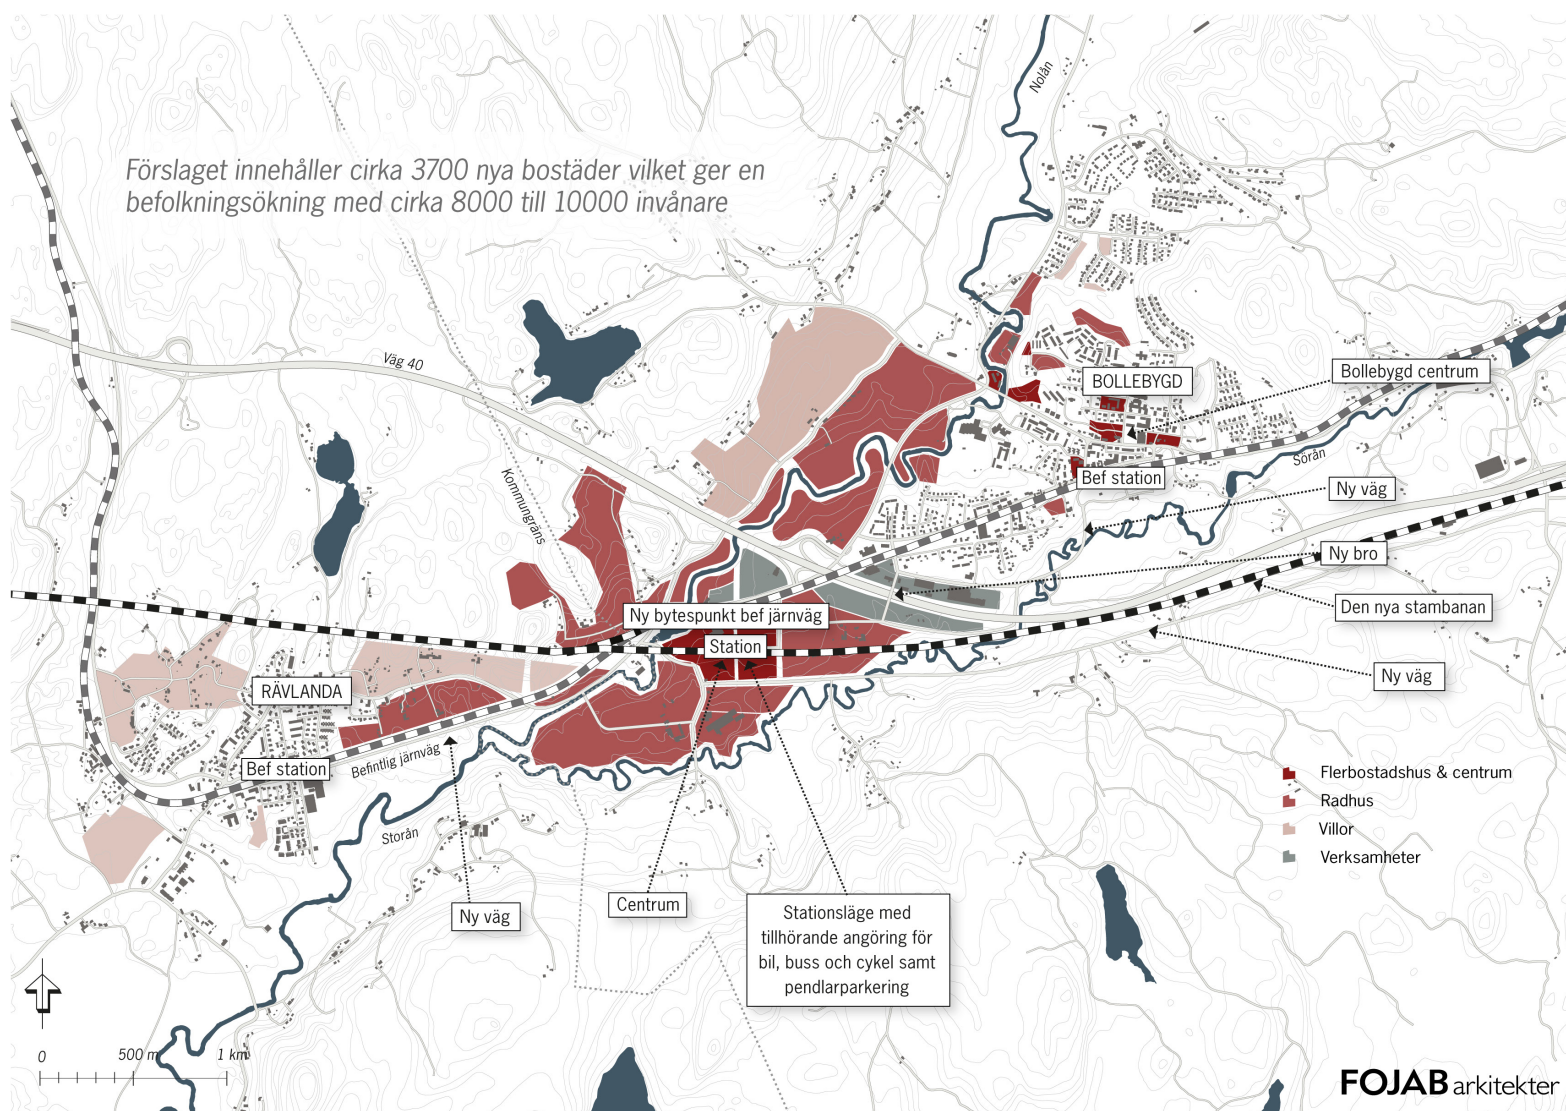 Nolån
Förslaget innehåller cirka 3700 nya bostäder vilket ger en
befolkningsökning med cirka 8000 till 10000 invånare
Väg 40
BOLLEBYGD
Bollebygd centrum
Sörån
Bef station
Ny väg
Kommungräns
Ny bro
Den nya stambanan
Ny bytespunkt bef järnväg
Station
Ny väg
RÄVLANDA
Bef station
Befintlig järnväg
Storån
Flerbostadshus & centrum
Radhus
Villor
Verksamheter
Ny väg
Centrum
Stationsläge med
tillhörande angöring för
bil, buss och cykel samt
pendlarparkering
0 500 m 1 km
FOJAB arkitekter